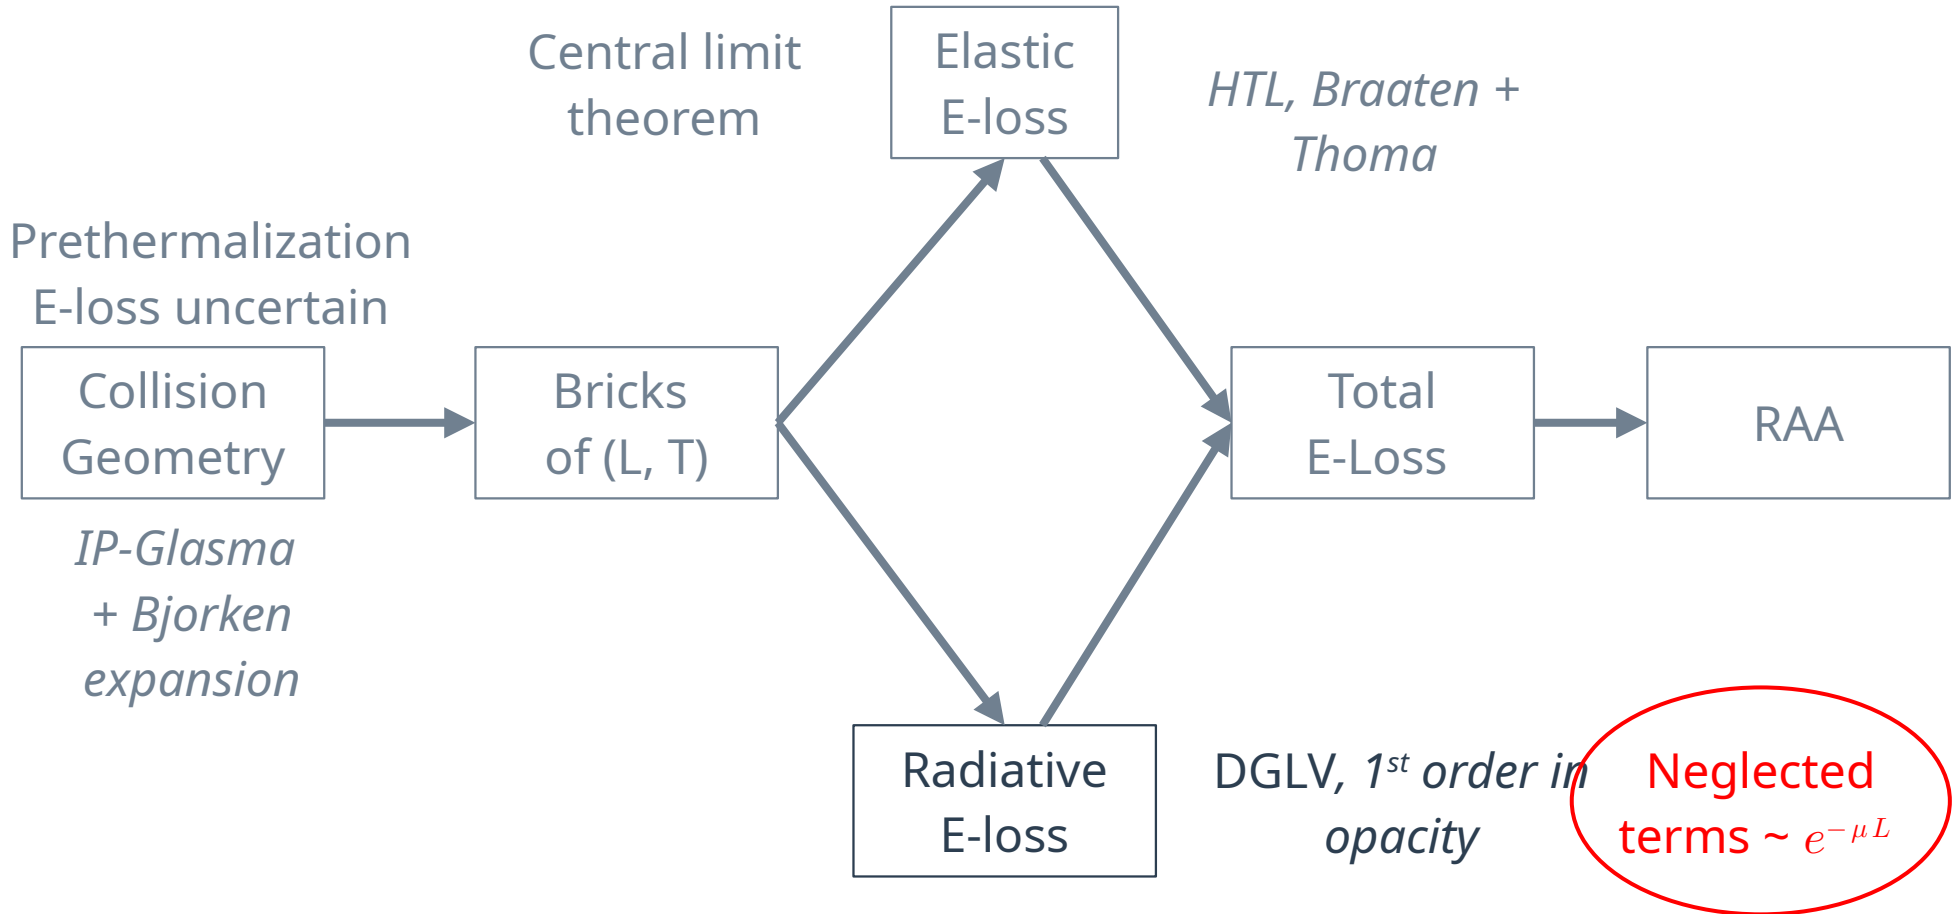 Central limit
theorem
Elastic
E-loss
HTL, Braaten +
Thoma
Prethermalization
E-loss uncertain
Collision
Geometry
Bricks
of (L, T)
Total
E-Loss
RAA
IP-Glasma
+ Bjorken
expansion
Radiative
E-loss
DGLV, 1st order in
opacity
Neglected
terms ~ e^{-μL}